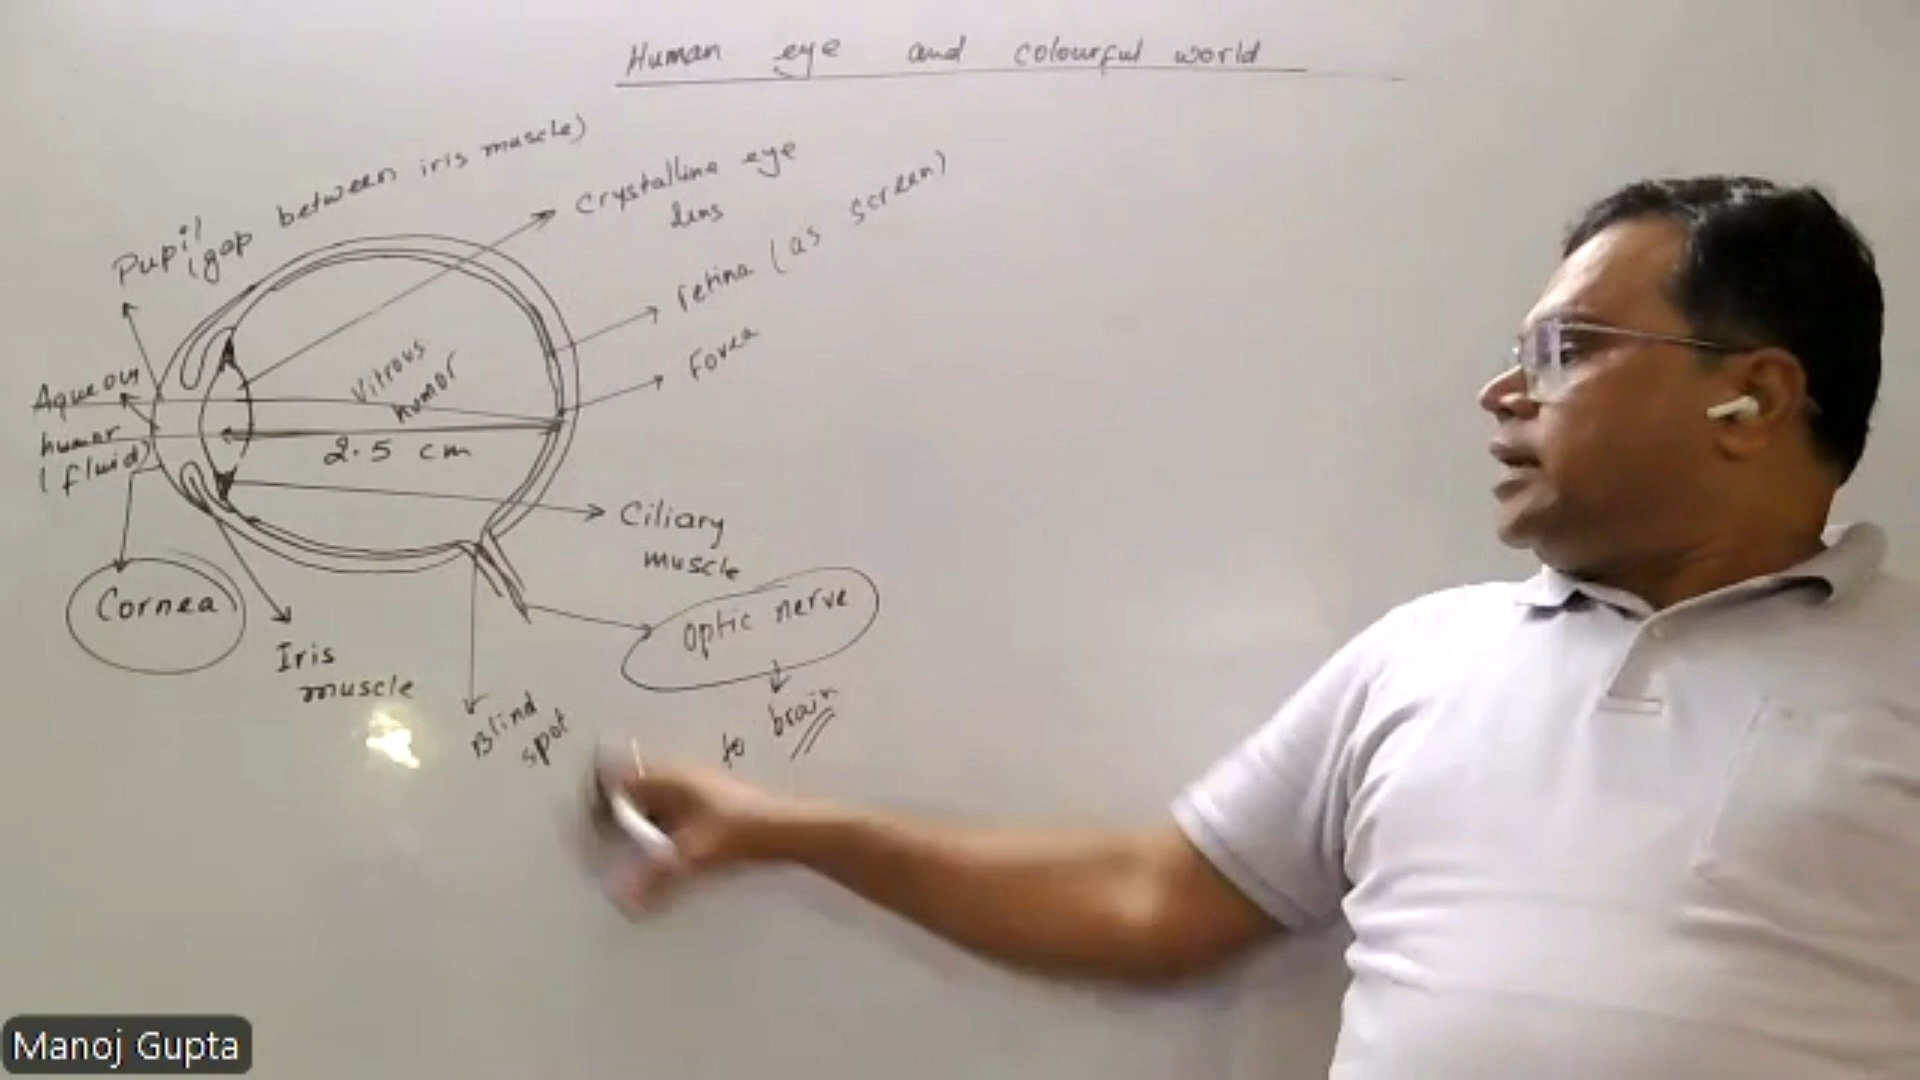 Human eye and colourful world
Pupil
(gap between iris muscle)
Crystalline eye
lens
retina (as screen)
Fovea
Aqueous
humor
(fluid)
Vitrous
humor
2.5 cm
Ciliary
muscle
Cornea
Iris
muscle
Optic nerve
Blind
spot
to brain
Manoj Gupta